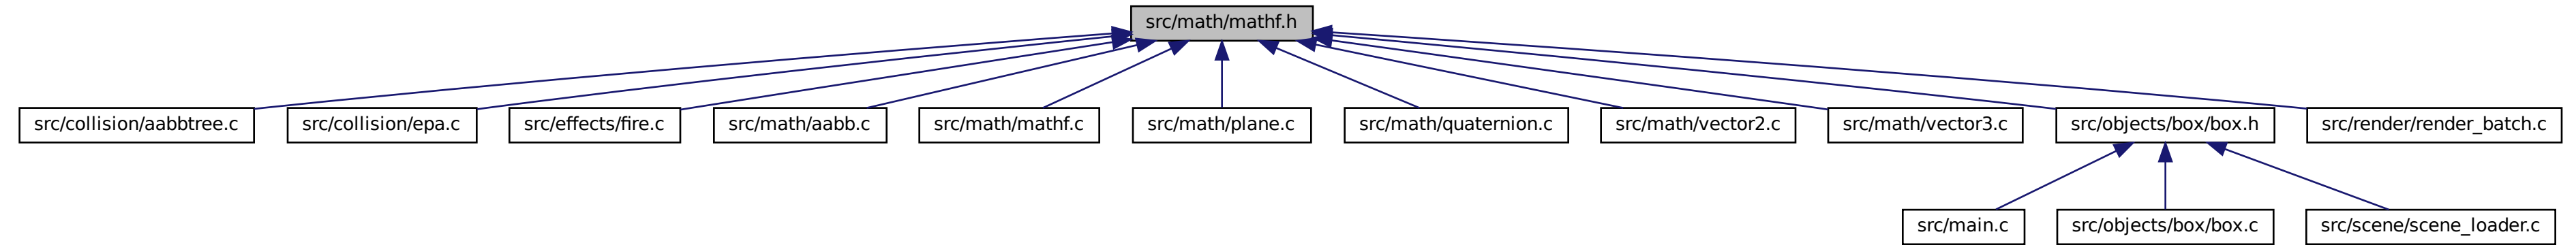 src/math/mathf.h
src/collision/aabbtree.c
src/collision/epa.c
src/effects/fire.c
src/math/aabb.c
src/math/mathf.c
src/math/plane.c
src/math/quaternion.c
src/math/vector2.c
src/math/vector3.c
src/objects/box/box.h
src/render/render_batch.c
src/main.c
src/objects/box/box.c
src/scene/scene_loader.c